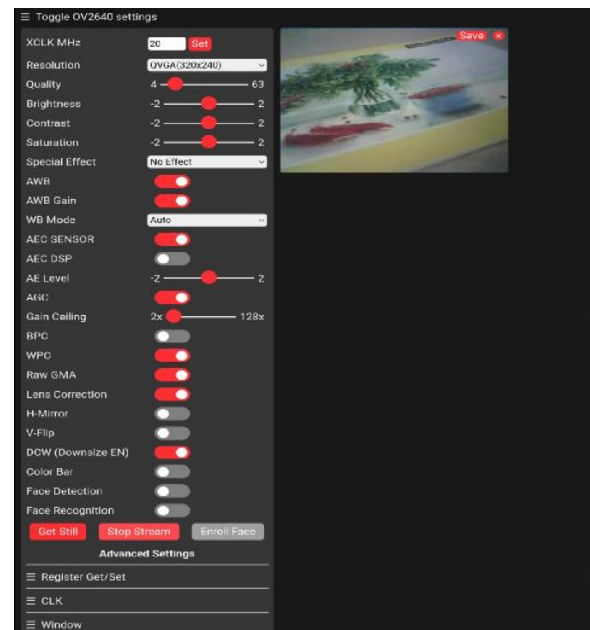 ☰ Toggle OV2640 settings
Save ×
XCLK MHz 20 Set
Resolution QVGA(320x240)
Quality 4 63
Brightness -2 2
Contrast -2 2
Saturation -2 2
Special Effect No Effect
AWB
AWB Gain
WB Mode Auto
AEC SENSOR
AEC DSP
AE Level -2 2
AGC
Gain Ceiling 2x 128x
BPC
WPC
Raw GMA
Lens Correction
H-Mirror
V-Flip
DCW (Downsize EN)
Color Bar
Face Detection
Face Recognition
Get Still Stop Stream Enroll Face
Advanced Settings
☰ Register Get/Set
☰ CLK
☰ Window